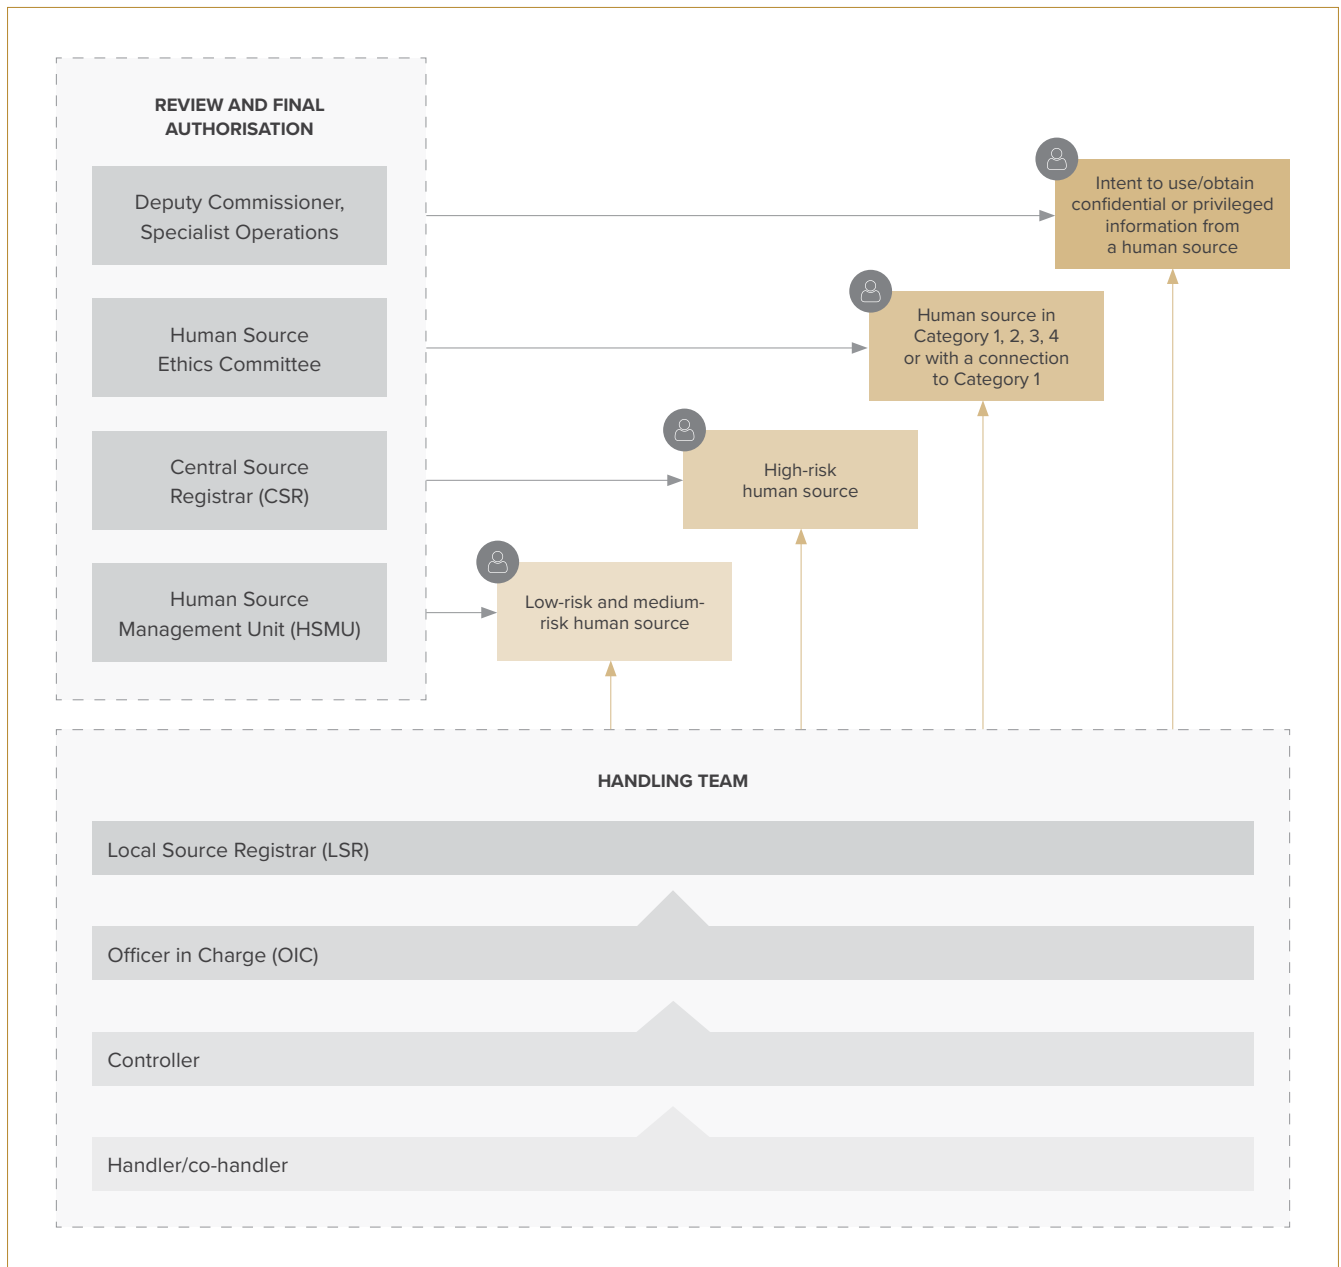 REVIEW AND FINAL
AUTHORISATION
Deputy Commissioner,
Specialist Operations
Human Source
Ethics Committee
Central Source
Registrar (CSR)
Human Source
Management Unit (HSMU)
Intent to use/obtain
confidential or privileged
information from
a human source
Human source in
Category 1, 2, 3, 4
or with a connection
to Category 1
High-risk
human source
Low-risk and medium-
risk human source
HANDLING TEAM
Local Source Registrar (LSR)
Officer in Charge (OIC)
Controller
Handler/co-handler